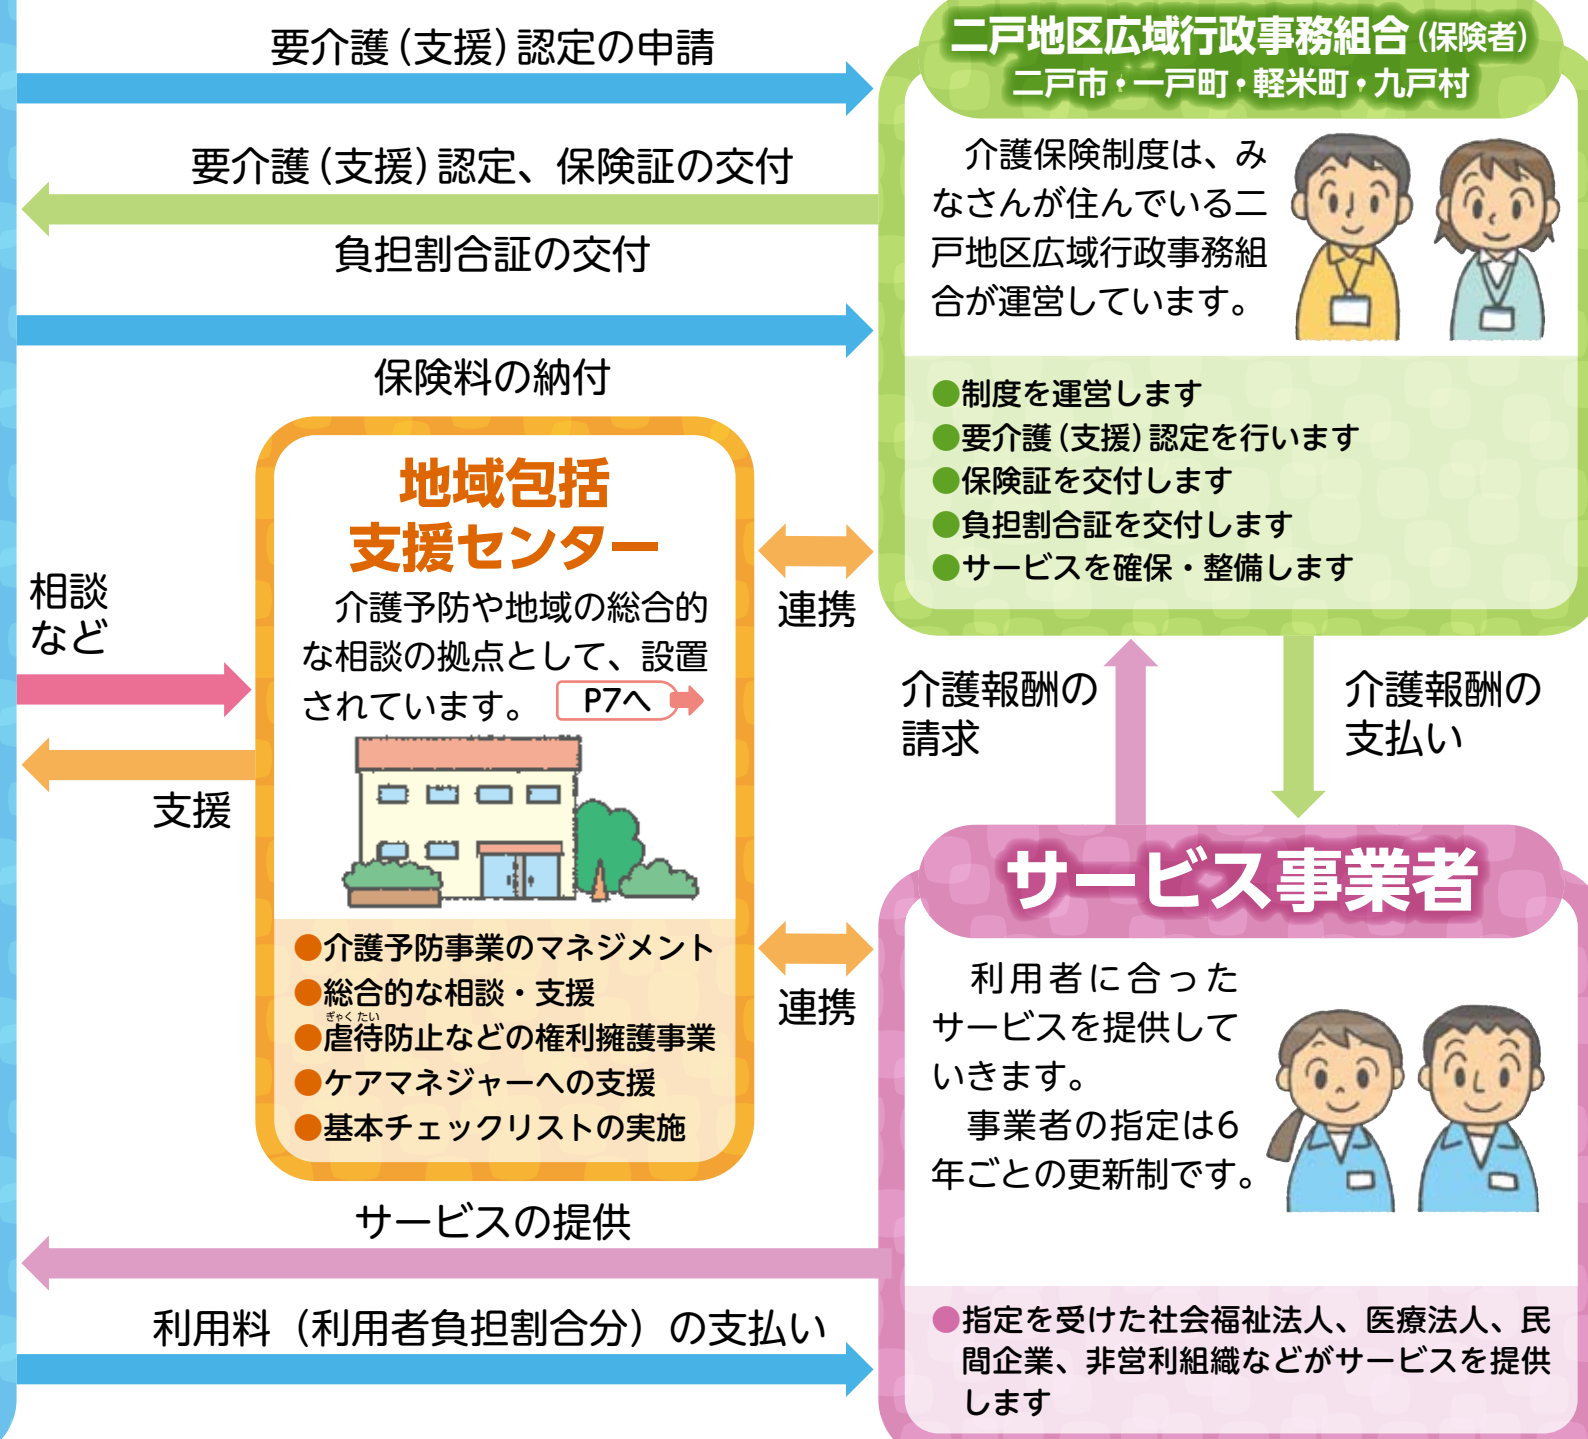 要介護(支援)認定の申請
要介護(支援)認定、保険証の交付
負担割合証の交付
保険料の納付
二戸地区広域行政事務組合(保険者)
二戸市・一戸町・軽米町・九戸村
介護保険制度は、み
なさんが住んでいる二
戸地区広域行政事務組
合が運営しています。
●制度を運営します
●要介護(支援)認定を行います
●保険証を交付します
●負担割合証を交付します
●サービスを確保・整備します
相談
など
支援
地域包括
支援センター
介護予防や地域の総合的
な相談の拠点として、設置
されています。 P7へ
●介護予防事業のマネジメント
●総合的な相談・支援
ぎゃくたい
●虐待防止などの権利擁護事業
●ケアマネジャーへの支援
●基本チェックリストの実施
連携
連携
介護報酬の
請求
介護報酬の
支払い
サービス事業者
利用者に合った
サービスを提供して
いきます。
事業者の指定は6
年ごとの更新制です。
●指定を受けた社会福祉法人、医療法人、民
間企業、非営利組織などがサービスを提供
します
サービスの提供
利用料(利用者負担割合分)の支払い